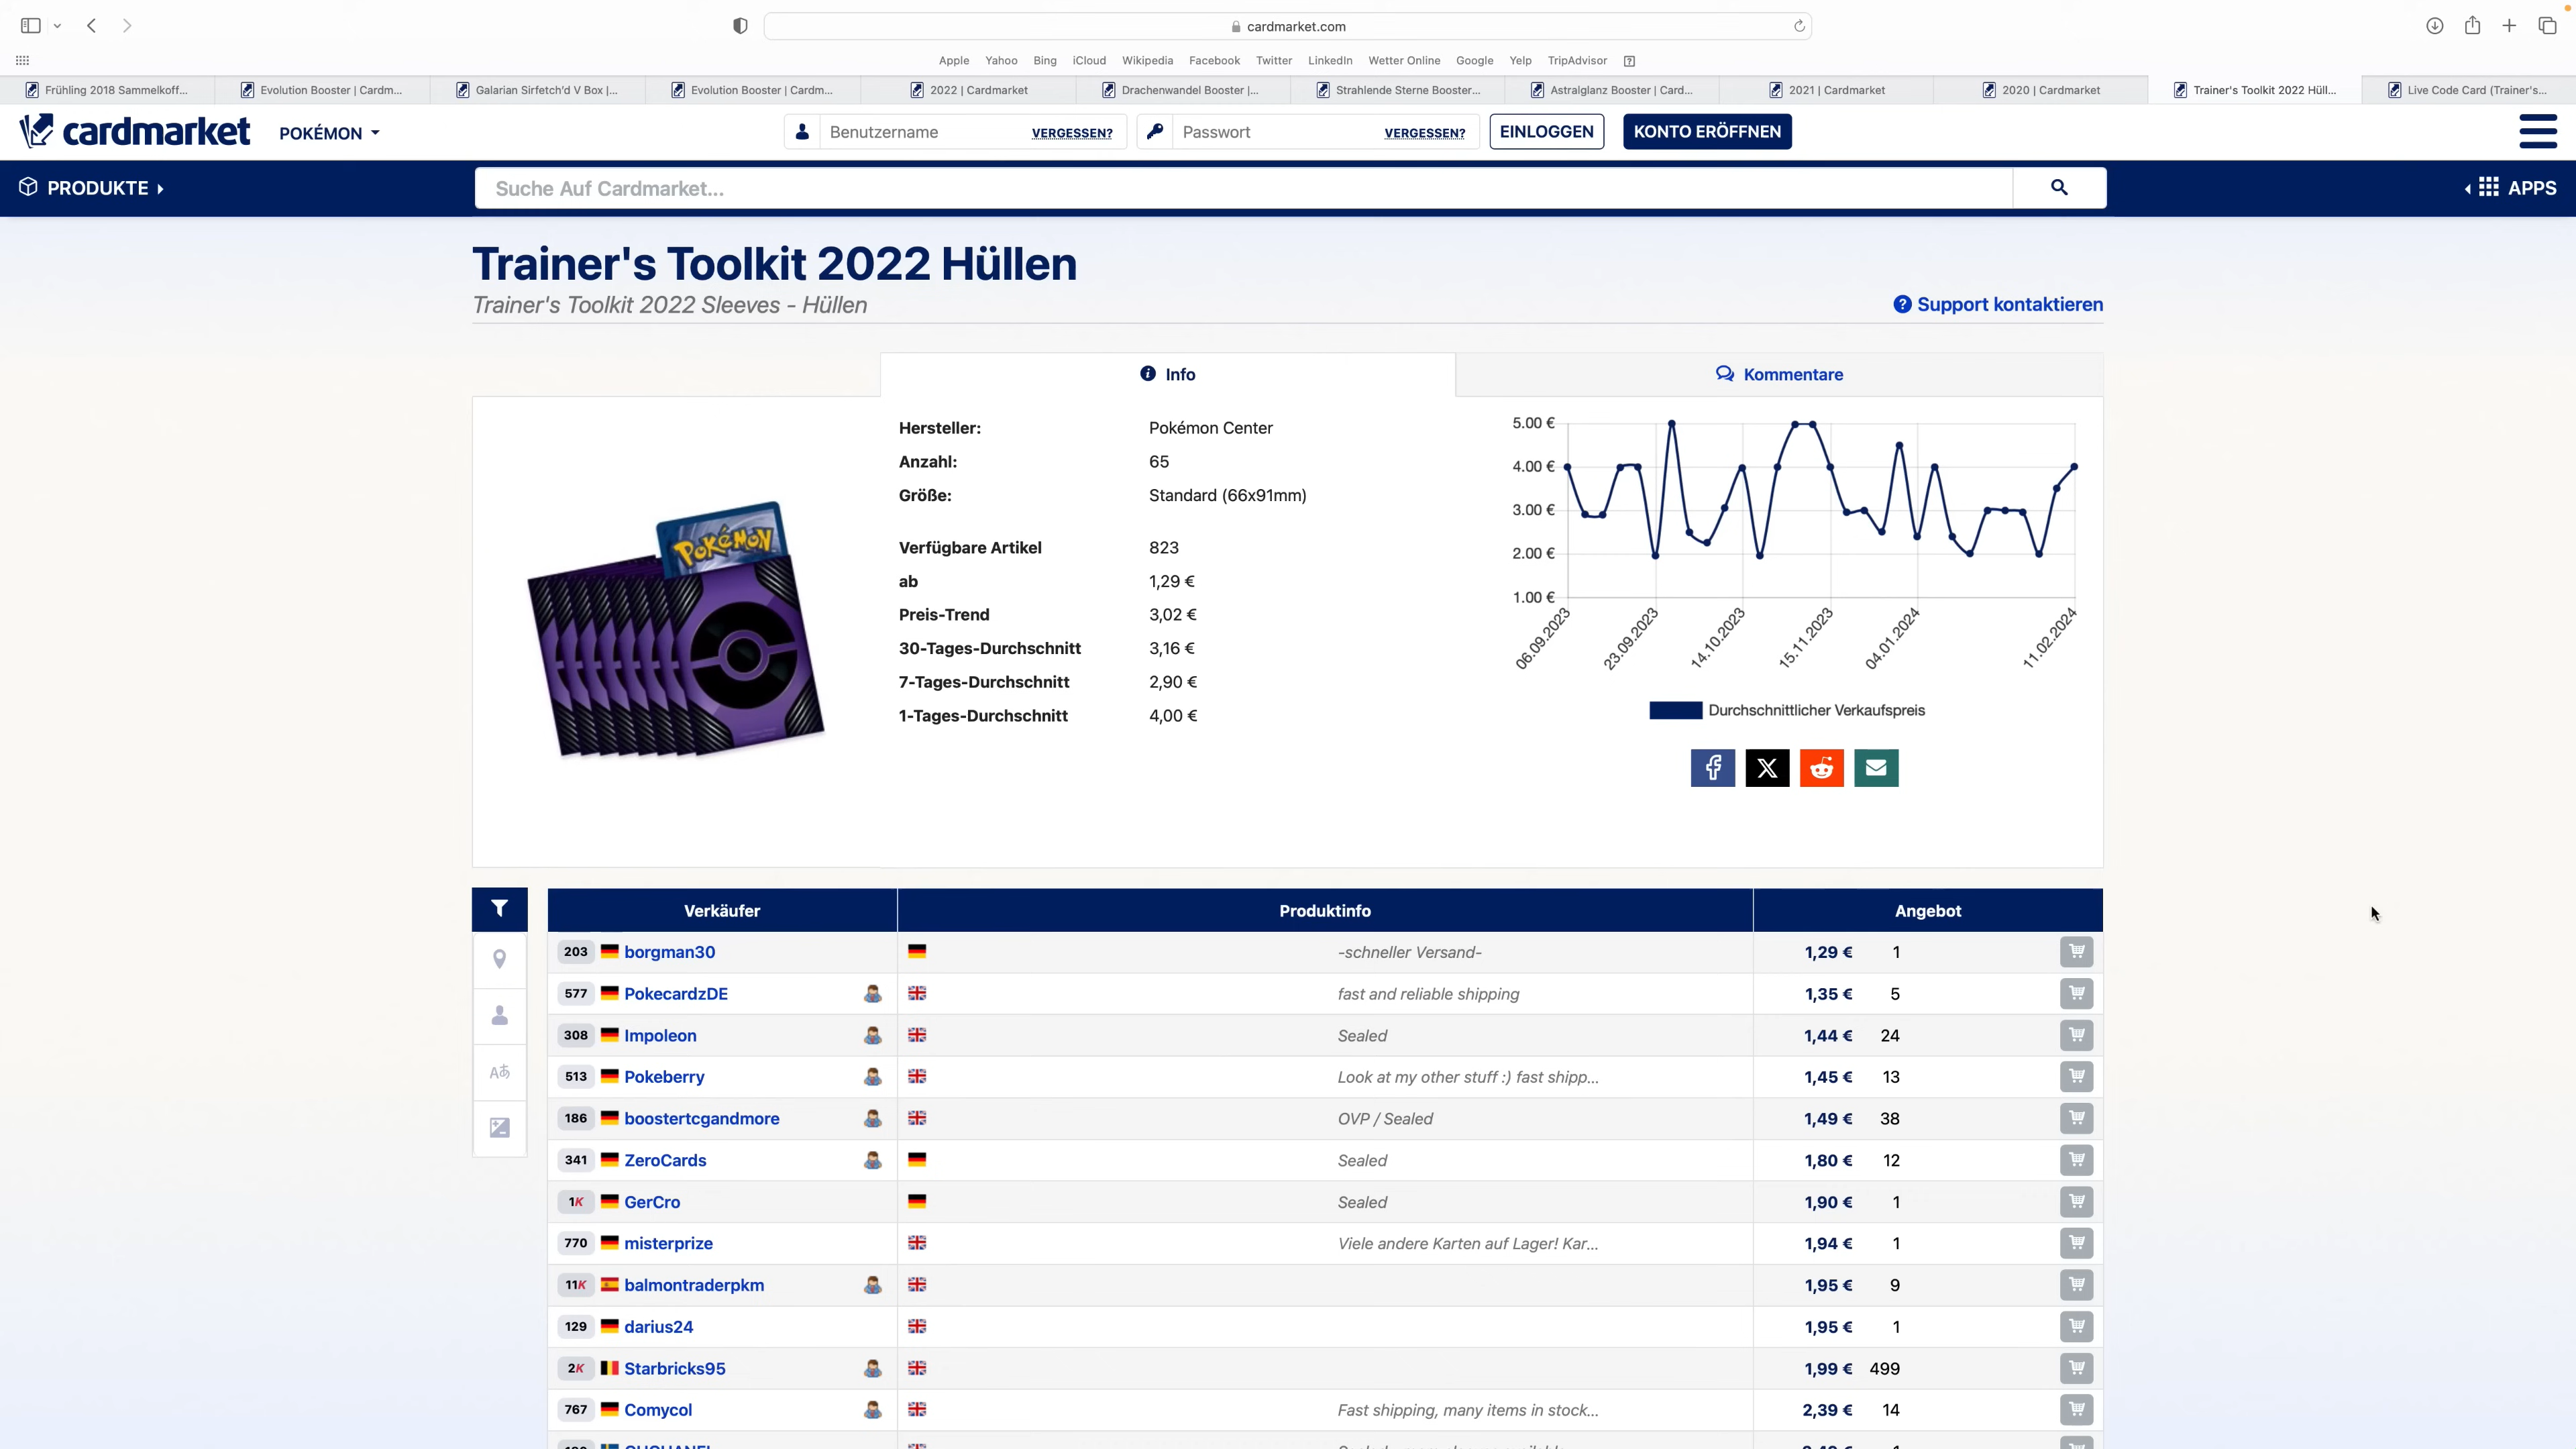 cardmarket.com
Apple Yahoo Bing iCloud Wikipedia Facebook Twitter LinkedIn Wetter Online Google Yelp TripAdvisor
Frühling 2018 Sammelkoff... Evolution Booster | Cardm... Galarian Sirfetch'd V Box |... Evolution Booster | Cardm... 2022 | Cardmarket Drachenwandel Booster |... Strahlende Sterne Booster... Astralglanz Booster | Card... 2021 | Cardmarket 2020 | Cardmarket Trainer's Toolkit 2022 Hüll... Live Code Card (Trainer's...
cardmarket POKÉMON Benutzername VERGESSEN? Passwort VERGESSEN? EINLOGGEN KONTO ERÖFFNEN
PRODUKTE Suche Auf Cardmarket... APPS
Trainer's Toolkit 2022 Hüllen
Trainer's Toolkit 2022 Sleeves - Hüllen
Support kontaktieren
Info
Kommentare
POKÉMON
Hersteller: Pokémon Center
Anzahl: 65
Größe: Standard (66x91mm)
Verfügbare Artikel 823
ab 1,29 €
Preis-Trend 3,02 €
30-Tages-Durchschnitt 3,16 €
7-Tages-Durchschnitt 2,90 €
1-Tages-Durchschnitt 4,00 €
5.00 €
4.00 €
3.00 €
2.00 €
1.00 €
06.09.2023 23.09.2023 14.10.2023 15.11.2023 04.01.2024 11.02.2024
Durchschnittlicher Verkaufspreis
Verkäufer Produktinfo Angebot
203 borgman30 -schneller Versand- 1,29 € 1
577 PokecardzDE fast and reliable shipping 1,35 € 5
308 Impoleon Sealed 1,44 € 24
513 Pokeberry Look at my other stuff :) fast shipp... 1,45 € 13
186 boostertcgandmore OVP / Sealed 1,49 € 38
341 ZeroCards Sealed 1,80 € 12
1K GerCro Sealed 1,90 € 1
770 misterprize Viele andere Karten auf Lager! Kar... 1,94 € 1
11K balmontraderpkm 1,95 € 9
129 darius24 1,95 € 1
2K Starbricks95 1,99 € 499
767 Comycol Fast shipping, many items in stock... 2,39 € 14